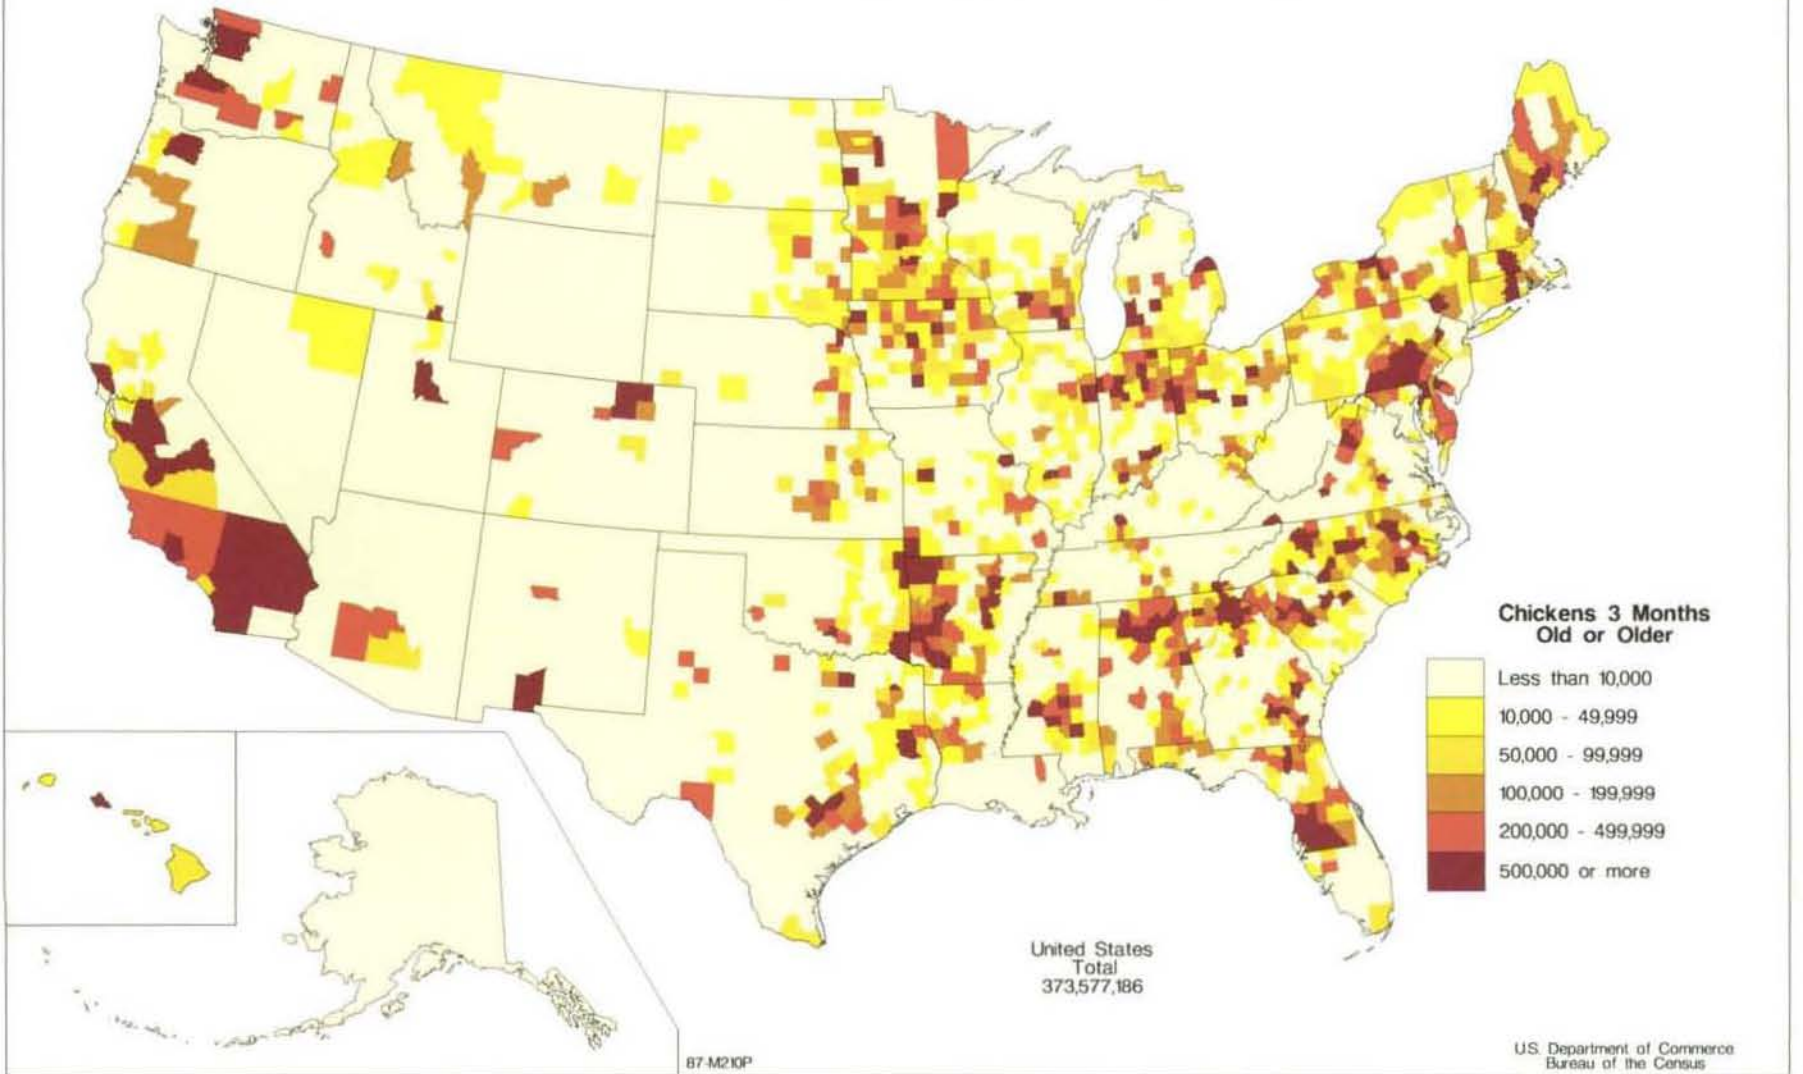 Chickens 3 Months
Old or Older
Less than 10,000
10,000 - 49,999
50,000 - 99,999
100,000 - 199,999
200,000 - 499,999
500,000 or more
United States
Total
373,577,186
87-M210P
U.S. Department of Commerce
Bureau of the Census